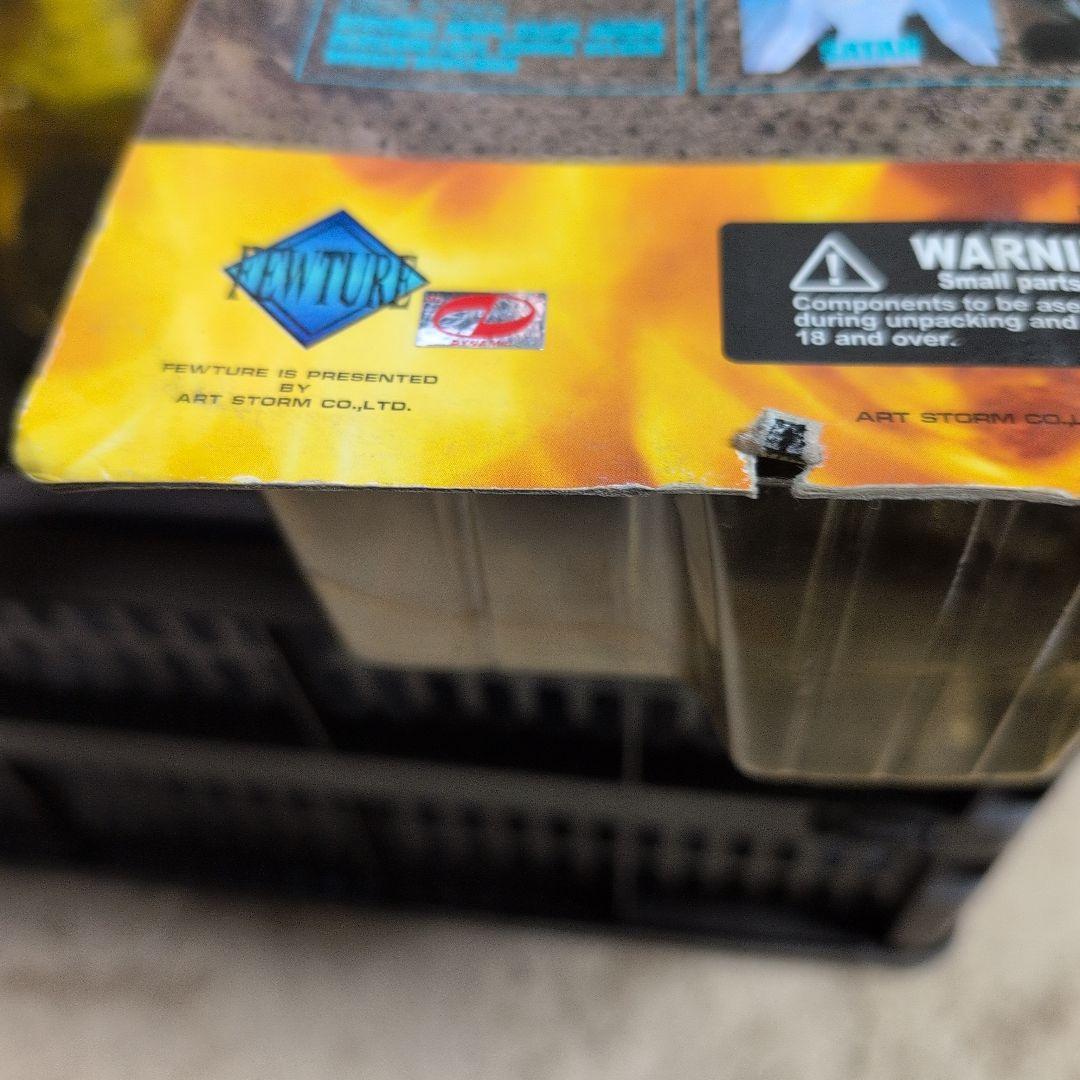 SATAN
FEWTURE
DYNAMIC
FEWTURE IS PRESENTED
BY
ART STORM CO.,LTD.
WARNI
Small parts
Components to be ase
during unpacking and
18 and over.
ART STORM CO.,L